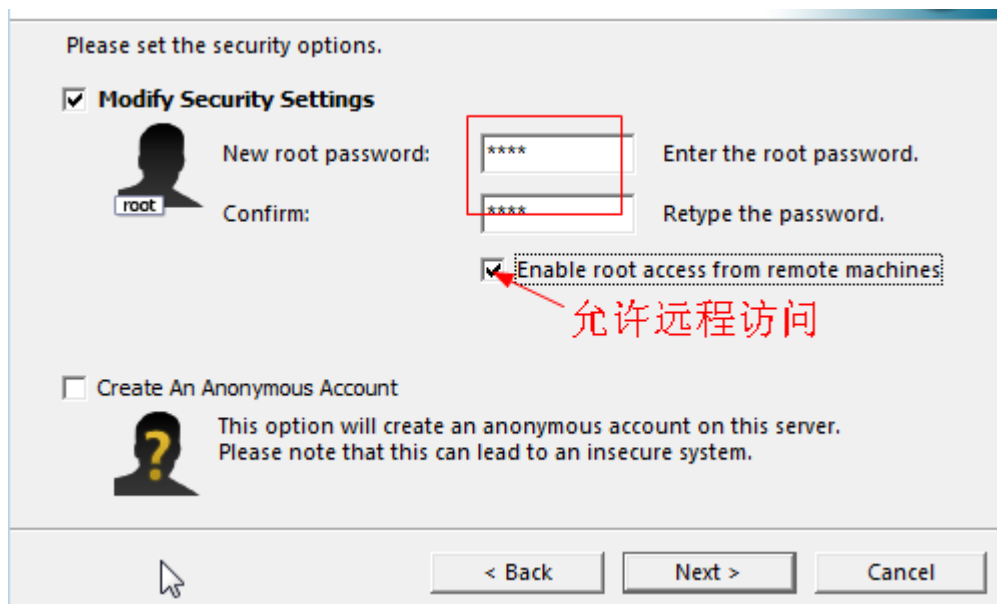 Please set the security options.
Modify Security Settings
New root password: **** Enter the root password.
root
Confirm: **** Retype the password.
Enable root access from remote machines
允许远程访问
Create An Anonymous Account
This option will create an anonymous account on this server.
Please note that this can lead to an insecure system.
?
< Back Next > Cancel